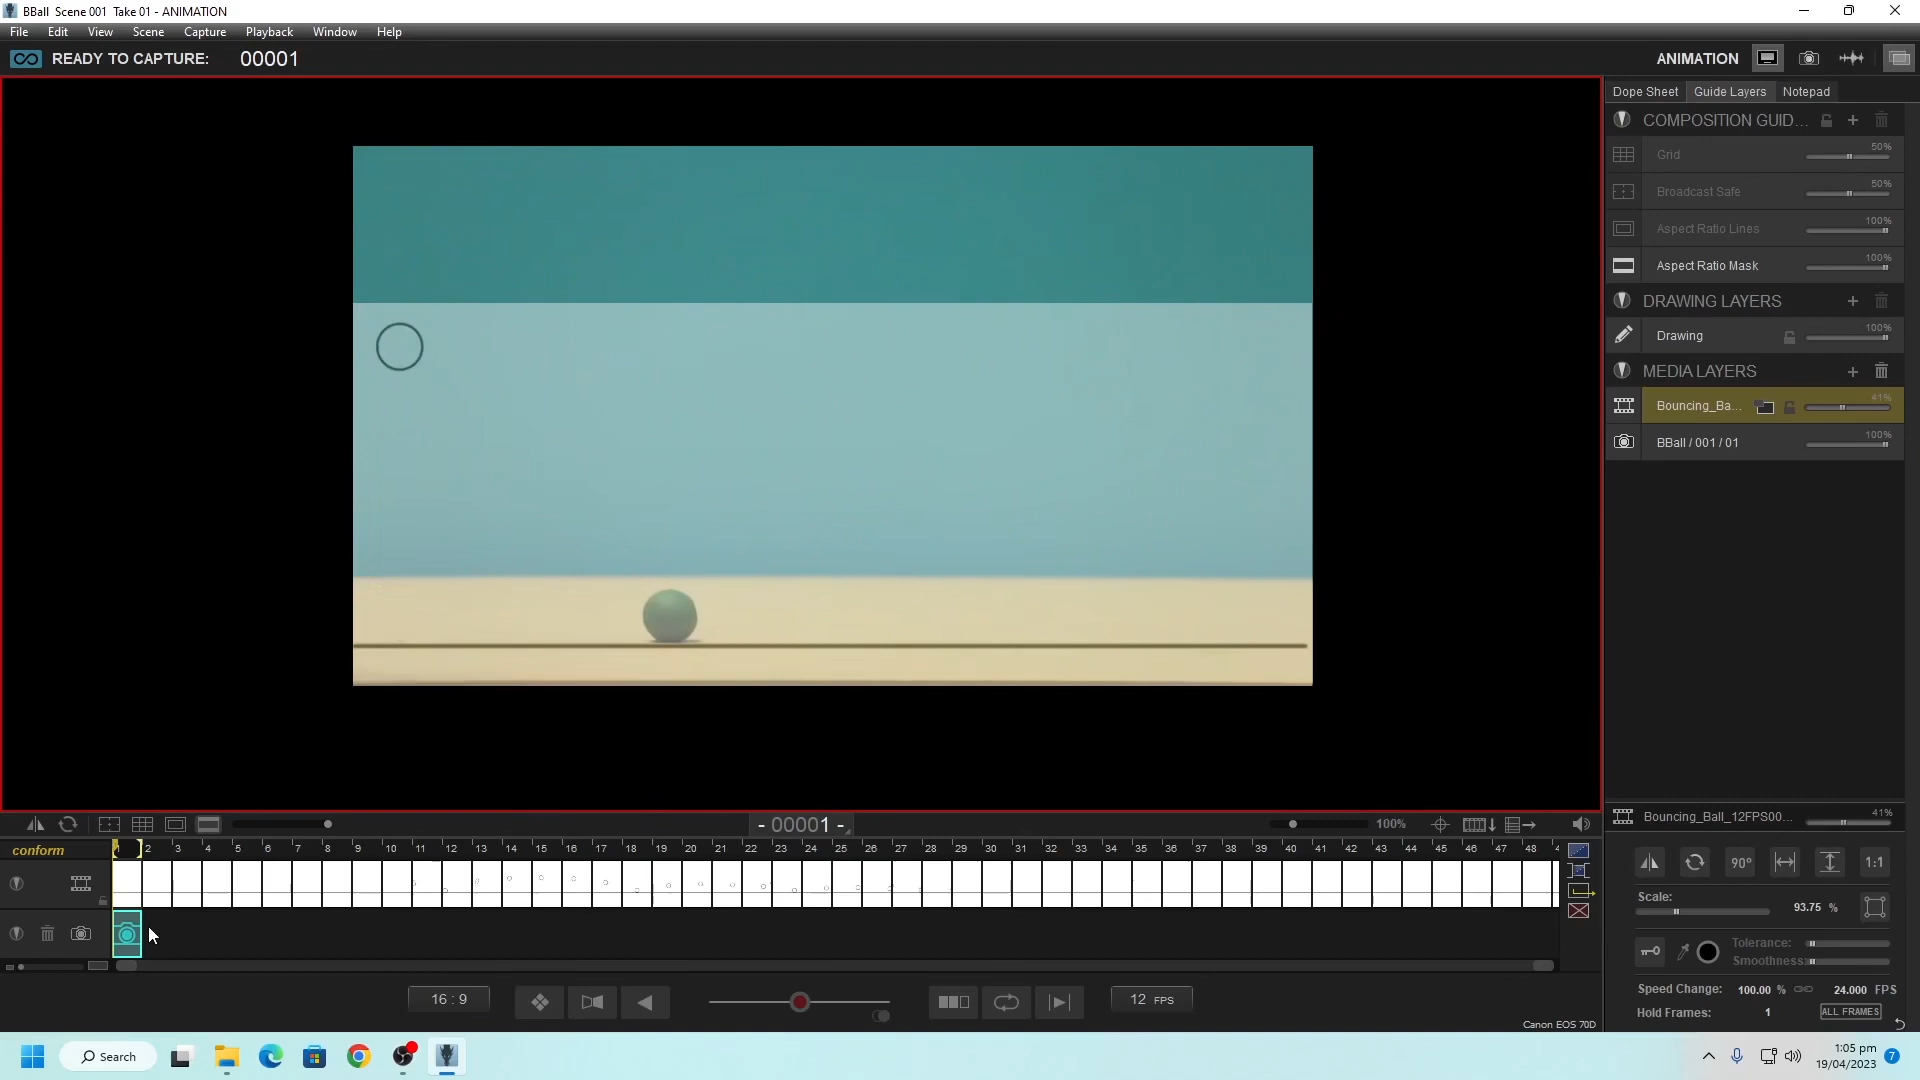 BBall  Scene 001  Take 01 - ANIMATION
File Edit View Scene Capture Playback Window Help
READY TO CAPTURE: 00001
ANIMATION
Dope Sheet Guide Layers Notepad
COMPOSITION GUID...
Grid 50%
Broadcast Safe 50%
Aspect Ratio Lines 100%
Aspect Ratio Mask 100%
DRAWING LAYERS
Drawing 100%
MEDIA LAYERS
Bouncing_Ba... 41%
BBall / 001 / 01 100%
Bouncing_Ball_12FPS00... 41%
- 00001 -
100%
conform
1 2 3 4 5 6 7 8 9 10 11 12 13 14 15 16 17 18 19 20 21 22 23 24 25 26 27 28 29 30 31 32 33 34 35 36 37 38 39 40 41 42 43 44 45 46 47 48
90° 1:1
Scale: 93.75 %
Tolerance:
Smoothness:
Speed Change: 100.00 % 24.000 FPS
Hold Frames: 1 ALL FRAMES
16 : 9
12 FPS
Canon EOS 70D
Search
1:05 pm
19/04/2023
7